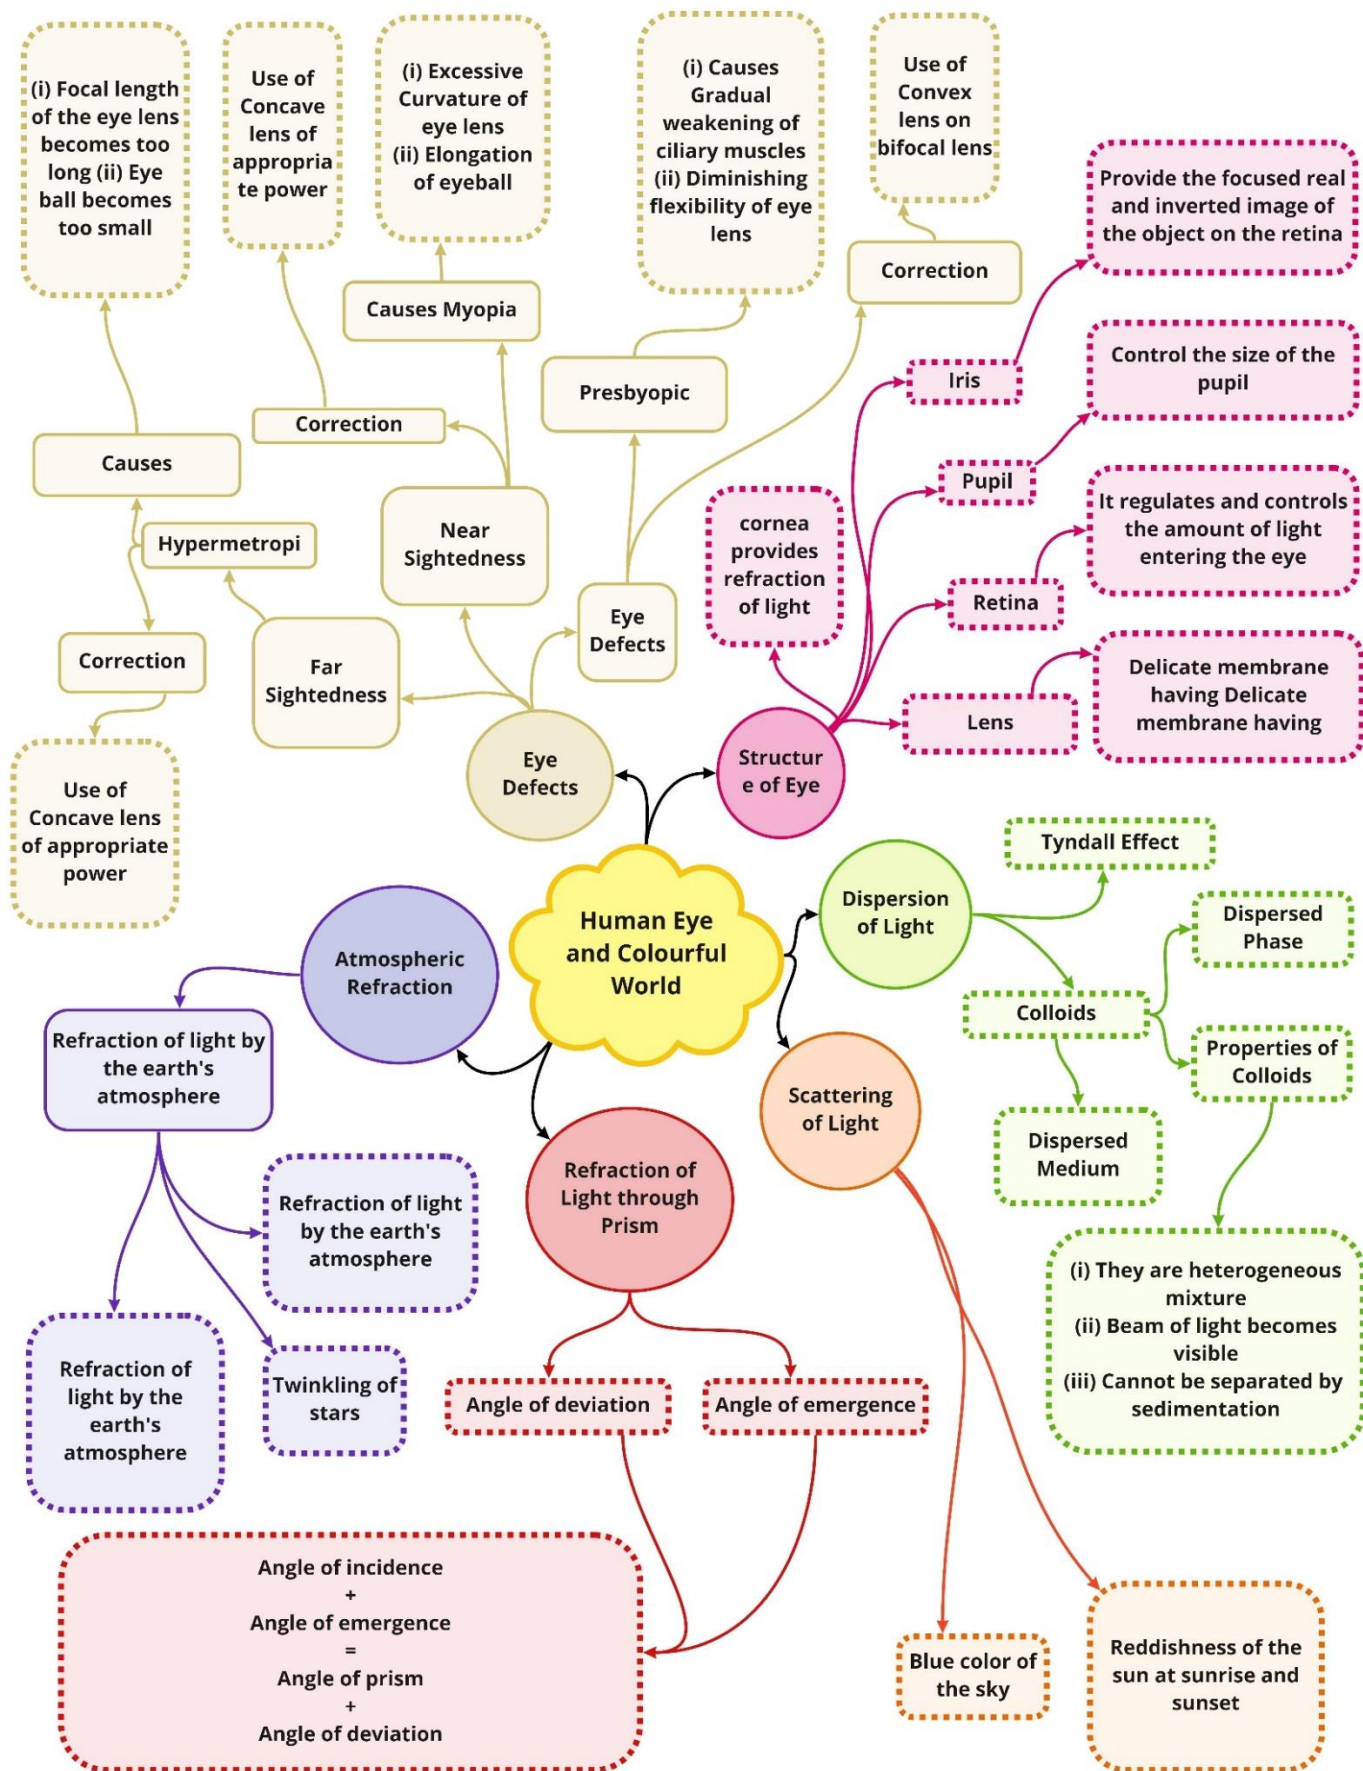 (i) Focal length
of the eye lens
becomes too
long (ii) Eye
ball becomes
too small
Use of
Concave
lens of
appropria
te power
(i) Excessive
Curvature of
eye lens
(ii) Elongation
of eyeball
(i) Causes
Gradual
weakening of
ciliary muscles
(ii) Diminishing
flexibility of eye
lens
Use of
Convex
lens on
bifocal lens
Provide the focused real
and inverted image of
the object on the retina
Correction
Causes Myopia
Presbyopic
Iris
Control the size of the
pupil
Correction
Causes
Pupil
It regulates and controls
the amount of light
entering the eye
Hypermetropi
Near
Sightedness
cornea
provides
refraction
of light
Retina
Eye
Defects
Correction
Far
Sightedness
Lens
Delicate membrane
having Delicate
membrane having
Eye
Defects
Structur
e of Eye
Use of
Concave lens
of appropriate
power
Tyndall Effect
Human Eye
and Colourful
World
Dispersion
of Light
Dispersed
Phase
Atmospheric
Refraction
Colloids
Properties of
Colloids
Refraction of light by
the earth's
atmosphere
Scattering
of Light
Dispersed
Medium
Refraction of
Light through
Prism
Refraction of light
by the earth's
atmosphere
(i) They are heterogeneous
mixture
(ii) Beam of light becomes
visible
(iii) Cannot be separated by
sedimentation
Refraction of
light by the
earth's
atmosphere
Twinkling of
stars
Angle of deviation
Angle of emergence
Angle of incidence
+
Angle of emergence
=
Angle of prism
+
Angle of deviation
Blue color of
the sky
Reddishness of the
sun at sunrise and
sunset